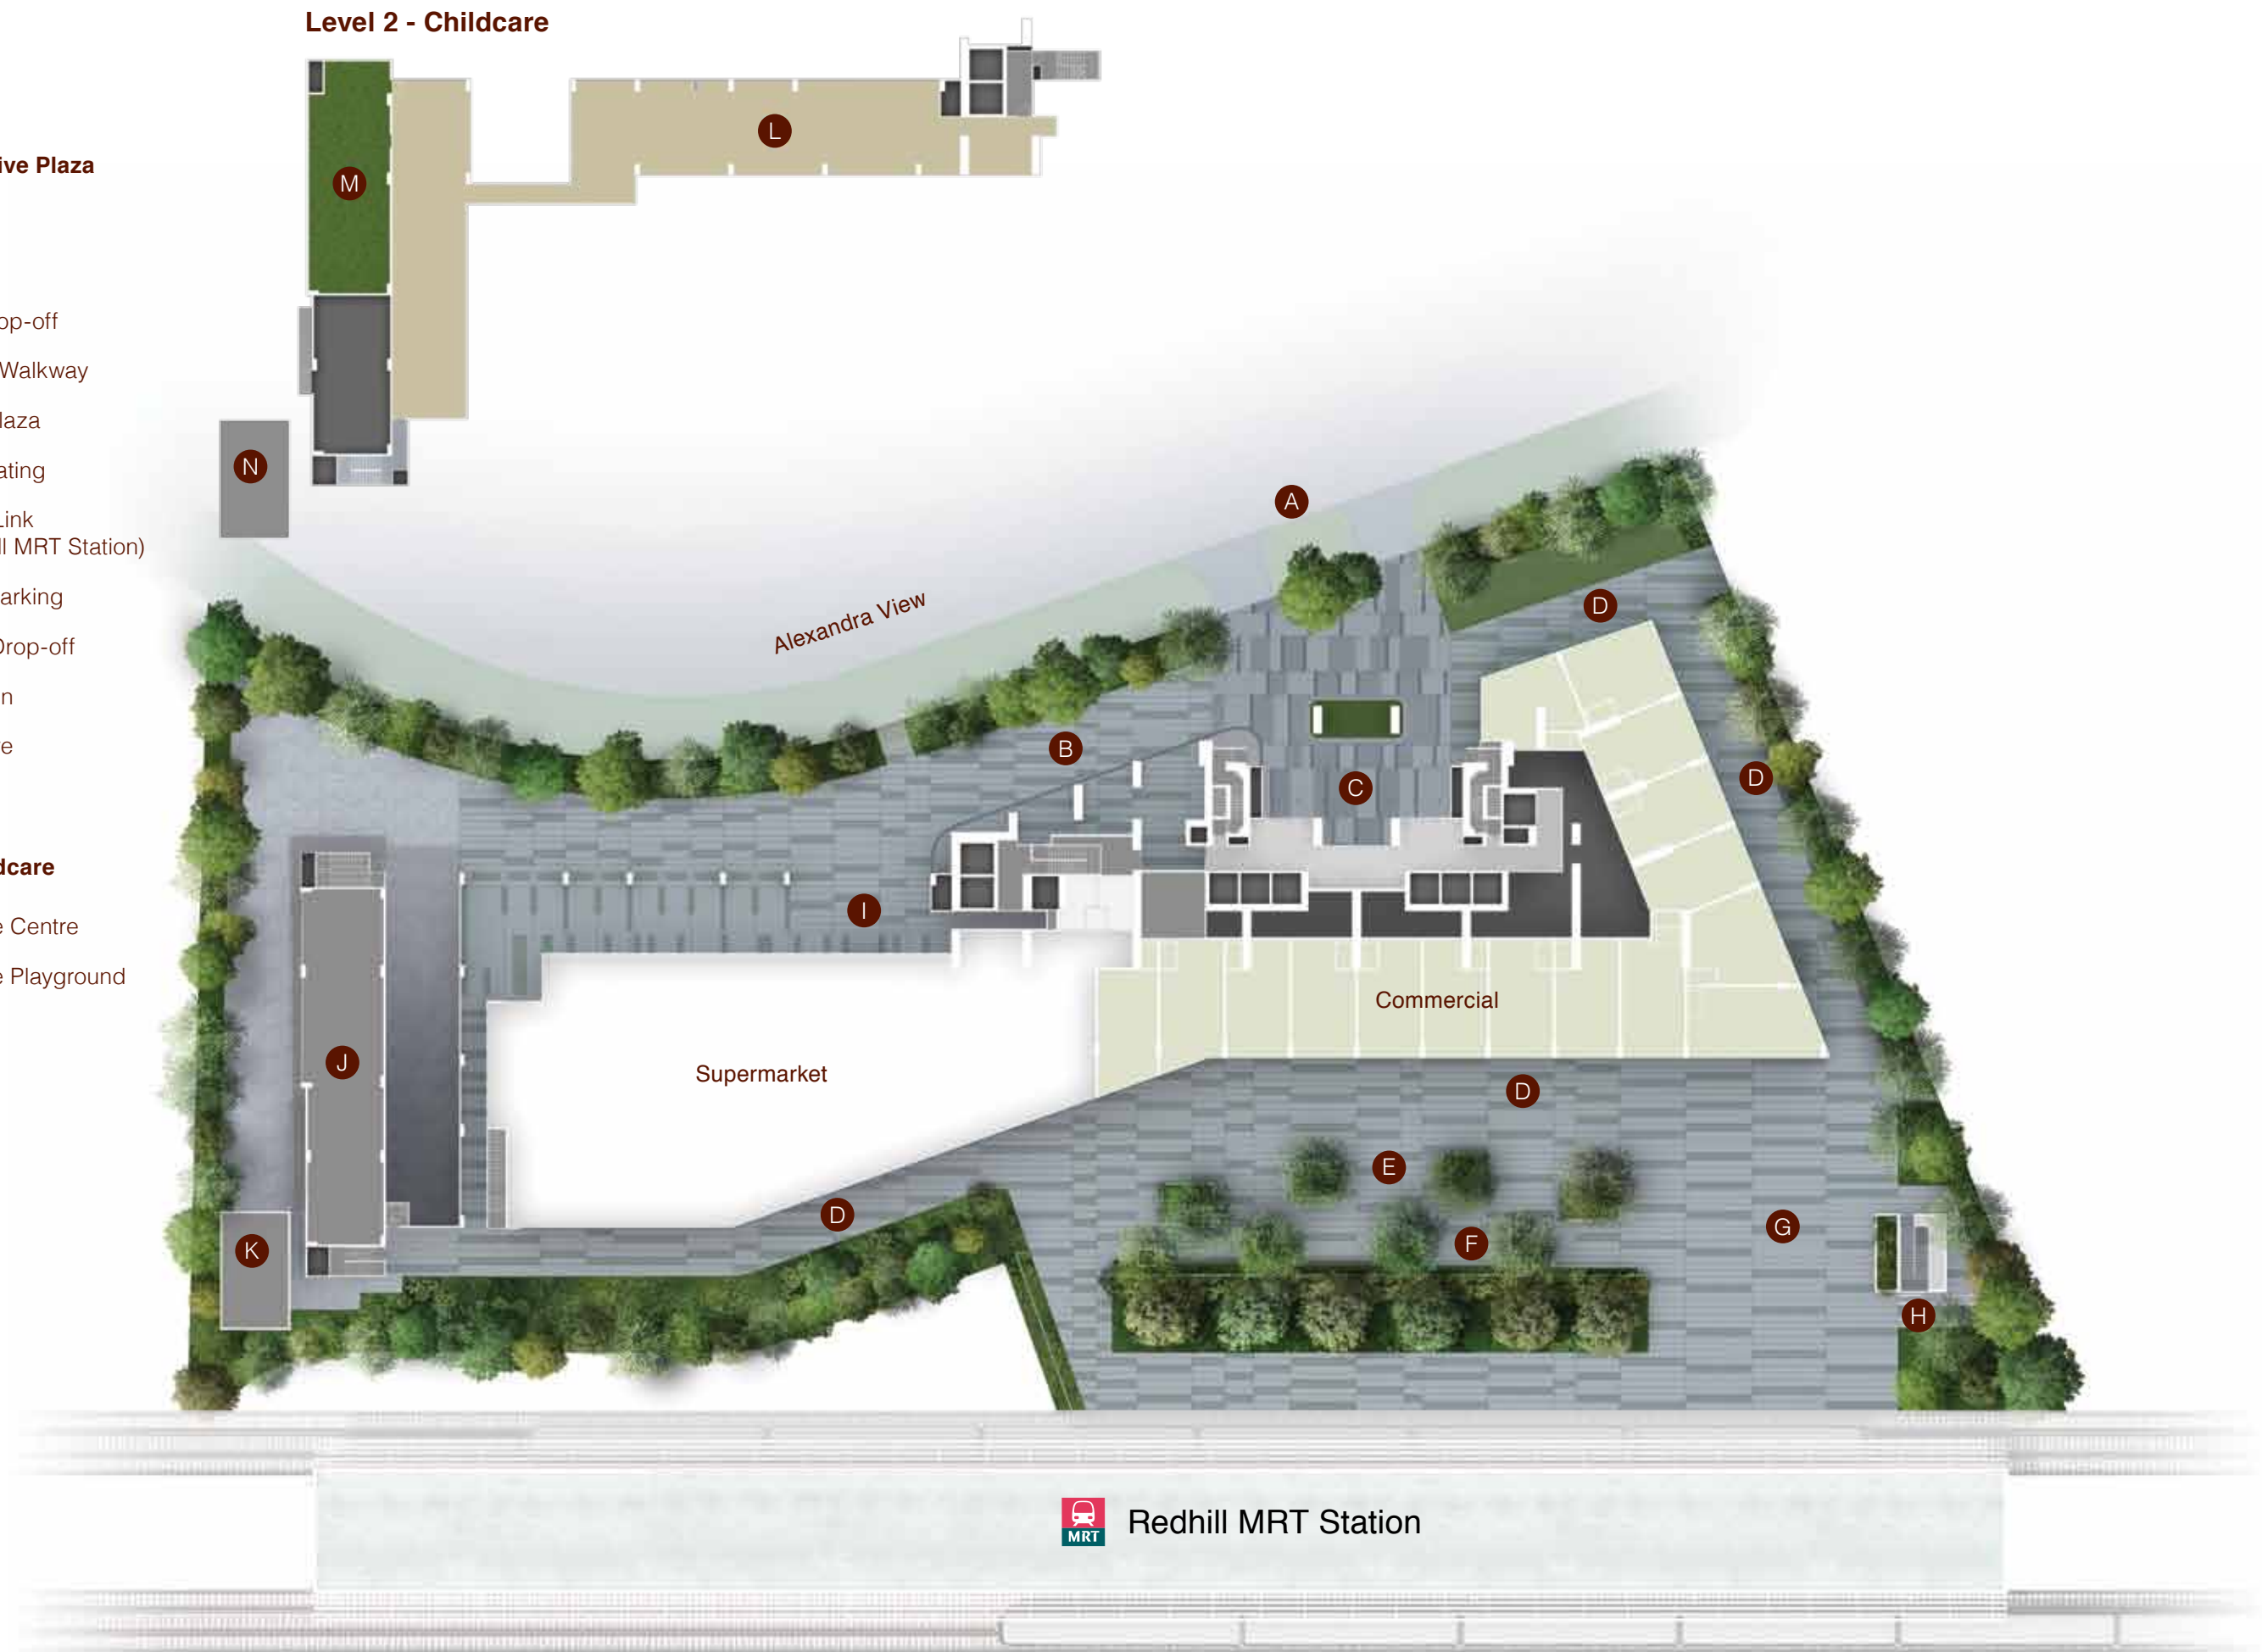 Level 2 - Childcare
ive Plaza
op-off
Walkway
laza
ating
Link
ll MRT Station)
arking
Drop-off
n
e
dcare
e Centre
e Playground
L
M
N
A
Alexandra View
D
B
C
D
I
Commercial
J
Supermarket
D
E
D
F
G
K
H
MRT
Redhill MRT Station